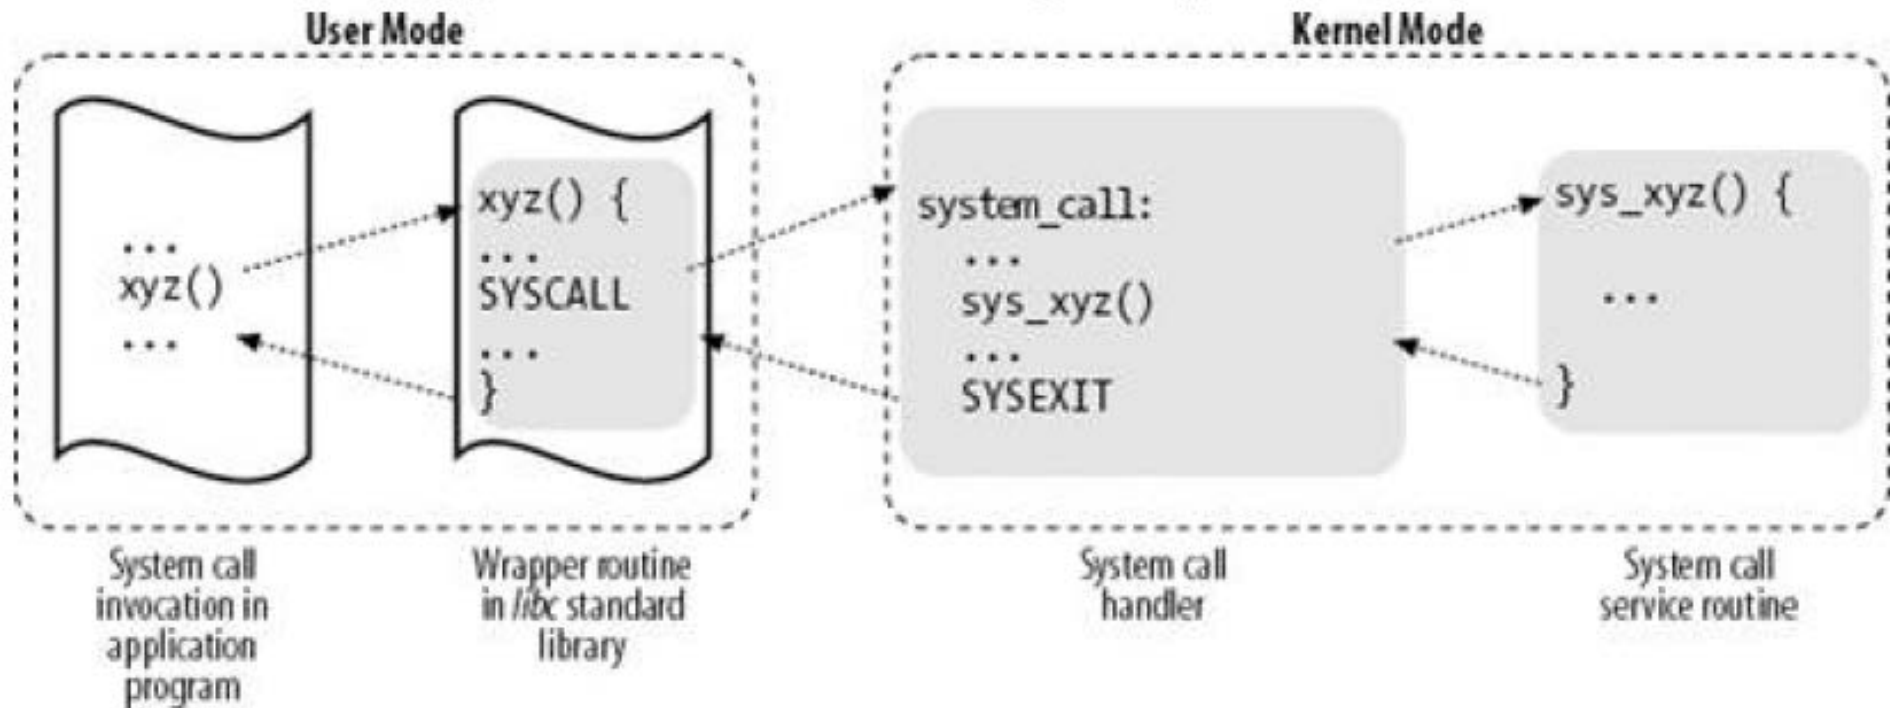 User Mode
Kernel Mode
...
xyz()
...
xyz() {
...
SYSCALL
...
}
system_call:
...
sys_xyz()
...
SYSEXIT
sys_xyz() {
...
}
System call
invocation in
application
program
Wrapper routine
in libc standard
library
System call
handler
System call
service routine